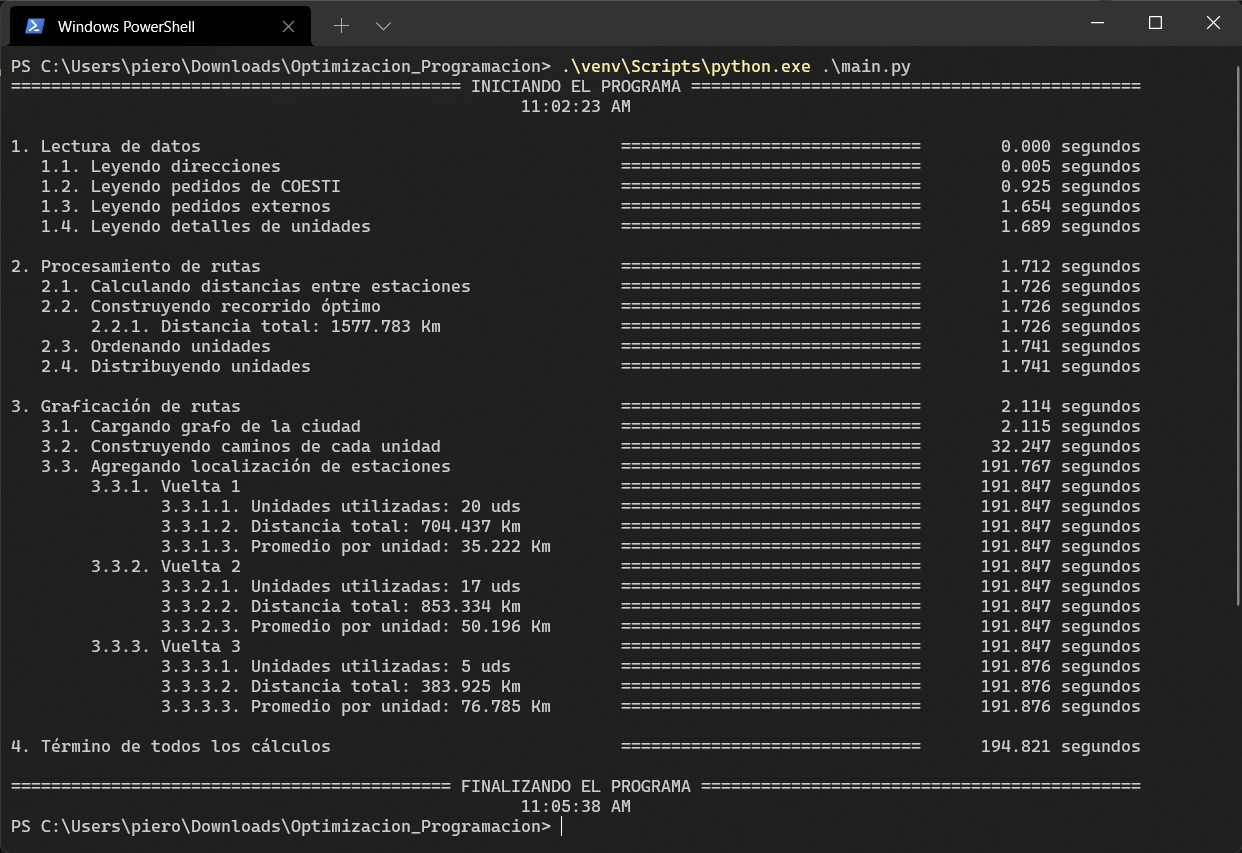 Windows PowerShell
PS C:\Users\piero\Downloads\Optimizacion_Programacion> .\venv\Scripts\python.exe .\main.py
============================================= INICIANDO EL PROGRAMA =============================================
11:02:23 AM
1. Lectura de datos ============================== 0.000 segundos
1.1. Leyendo direcciones ============================== 0.005 segundos
1.2. Leyendo pedidos de COESTI ============================== 0.925 segundos
1.3. Leyendo pedidos externos ============================== 1.654 segundos
1.4. Leyendo detalles de unidades ============================== 1.689 segundos
2. Procesamiento de rutas ============================== 1.712 segundos
2.1. Calculando distancias entre estaciones ============================== 1.726 segundos
2.2. Construyendo recorrido óptimo ============================== 1.726 segundos
2.2.1. Distancia total: 1577.783 Km ============================== 1.726 segundos
2.3. Ordenando unidades ============================== 1.741 segundos
2.4. Distribuyendo unidades ============================== 1.741 segundos
3. Graficación de rutas ============================== 2.114 segundos
3.1. Cargando grafo de la ciudad ============================== 2.115 segundos
3.2. Construyendo caminos de cada unidad ============================== 32.247 segundos
3.3. Agregando localización de estaciones ============================== 191.767 segundos
3.3.1. Vuelta 1 ============================== 191.847 segundos
3.3.1.1. Unidades utilizadas: 20 uds ============================== 191.847 segundos
3.3.1.2. Distancia total: 704.437 Km ============================== 191.847 segundos
3.3.1.3. Promedio por unidad: 35.222 Km ============================== 191.847 segundos
3.3.2. Vuelta 2 ============================== 191.847 segundos
3.3.2.1. Unidades utilizadas: 17 uds ============================== 191.847 segundos
3.3.2.2. Distancia total: 853.334 Km ============================== 191.847 segundos
3.3.2.3. Promedio por unidad: 50.196 Km ============================== 191.847 segundos
3.3.3. Vuelta 3 ============================== 191.847 segundos
3.3.3.1. Unidades utilizadas: 5 uds ============================== 191.876 segundos
3.3.3.2. Distancia total: 383.925 Km ============================== 191.876 segundos
3.3.3.3. Promedio por unidad: 76.785 Km ============================== 191.876 segundos
4. Término de todos los cálculos ============================== 194.821 segundos
============================================ FINALIZANDO EL PROGRAMA ============================================
11:05:38 AM
PS C:\Users\piero\Downloads\Optimizacion_Programacion>